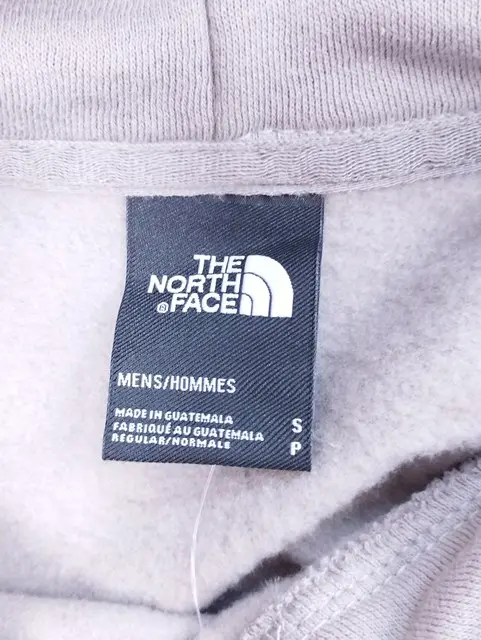 THE
NORTH
® FACE
MENS/HOMMES
MADE IN GUATEMALA
FABRIQUÉ AU GUATEMALA
REGULAR/NORMALE
S
P